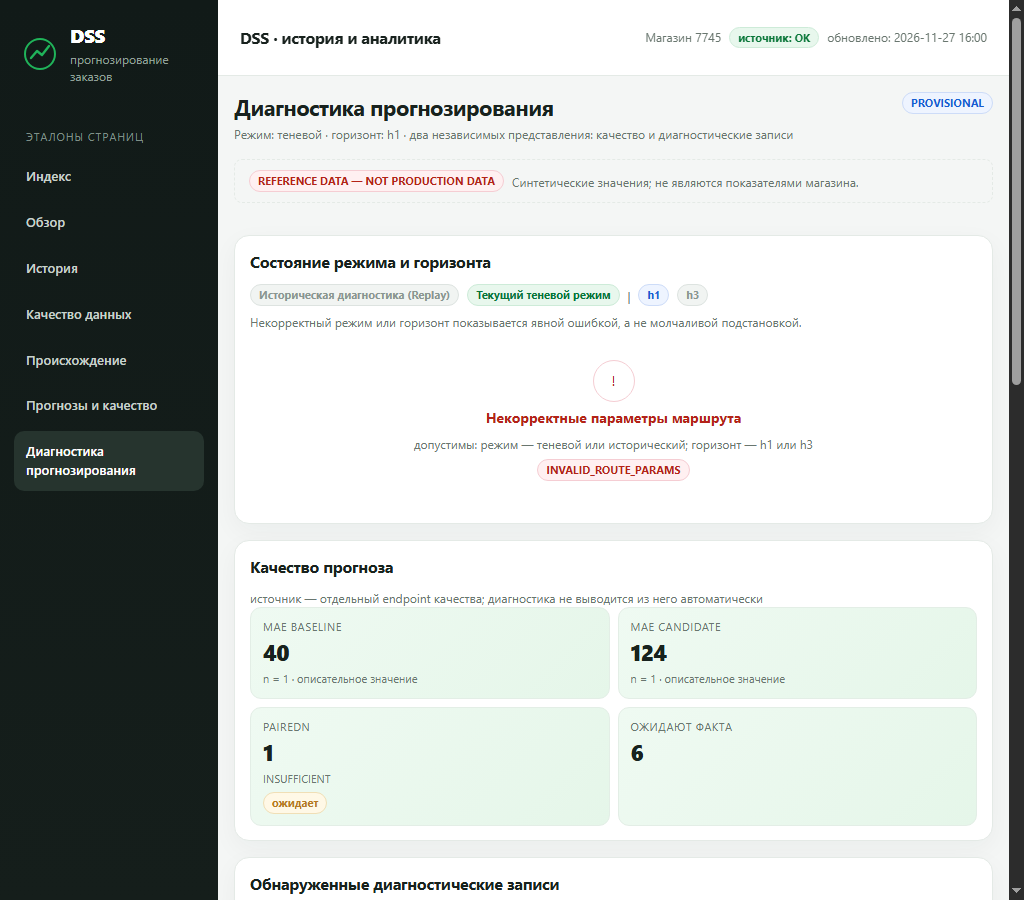 DSS
прогнозирование
заказов
ЭТАЛОНЫ СТРАНИЦ
Индекс
Обзор
История
Качество данных
Происхождение
Прогнозы и качество
Диагностика
прогнозирования
DSS · история и аналитика
Магазин 7745
источник: OK
обновлено: 2026-11-27 16:00
Диагностика прогнозирования
PROVISIONAL
Режим: теневой · горизонт: h1 · два независимых представления: качество и диагностические записи
REFERENCE DATA — NOT PRODUCTION DATA
Синтетические значения; не являются показателями магазина.
Состояние режима и горизонта
Историческая диагностика (Replay)
Текущий теневой режим
|
h1
h3
Некорректный режим или горизонт показывается явной ошибкой, а не молчаливой подстановкой.
!
Некорректные параметры маршрута
допустимы: режим — теневой или исторический; горизонт — h1 или h3
INVALID_ROUTE_PARAMS
Качество прогноза
источник — отдельный endpoint качества; диагностика не выводится из него автоматически
MAE BASELINE
40
n = 1 · описательное значение
MAE CANDIDATE
124
n = 1 · описательное значение
PAIREDN
1
INSUFFICIENT
ожидает
ОЖИДАЮТ ФАКТА
6
Обнаруженные диагностические записи